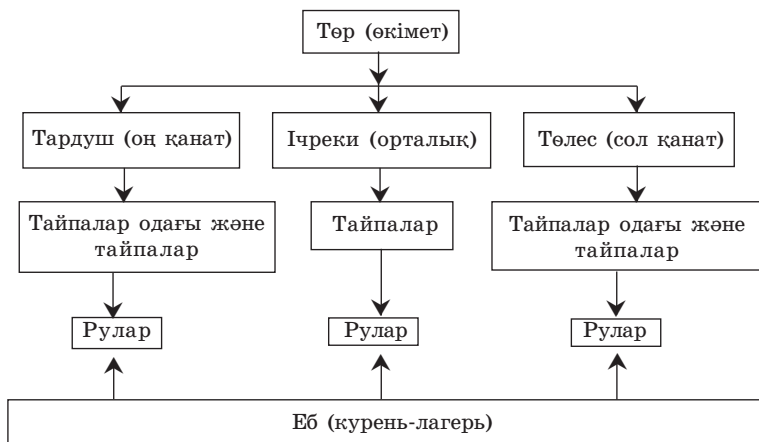 Төр (өкімет)
Тардуш (оң қанат)
Ічреки (орталық)
Төлес (сол қанат)
Тайпалар одағы және
тайпалар
Тайпалар
Тайпалар одағы және
тайпалар
Рулар
Рулар
Рулар
Еб (курень-лагерь)